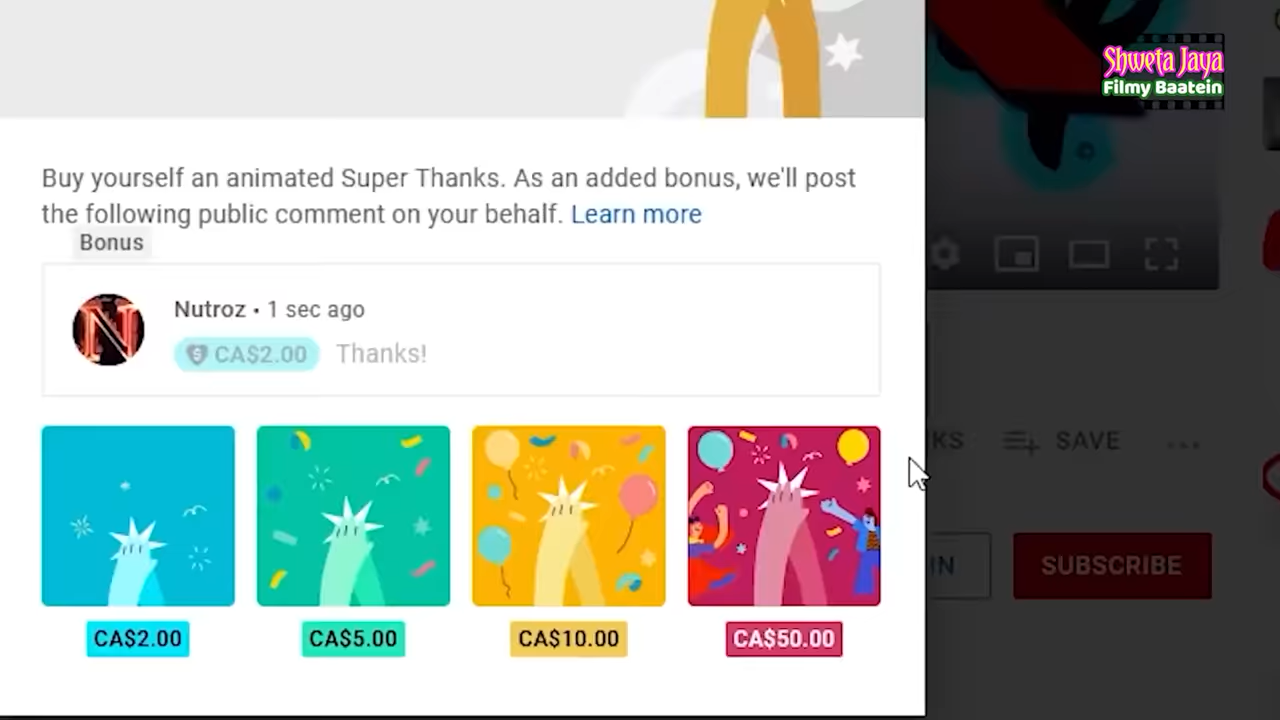 Shweta Jaya
Filmy Baatein
Buy yourself an animated Super Thanks. As an added bonus, we'll post
the following public comment on your behalf. Learn more
Bonus
Nutroz • 1 sec ago
CA$2.00 Thanks!
SAVE
SUBSCRIBE
CA$2.00 CA$5.00 CA$10.00 CA$50.00